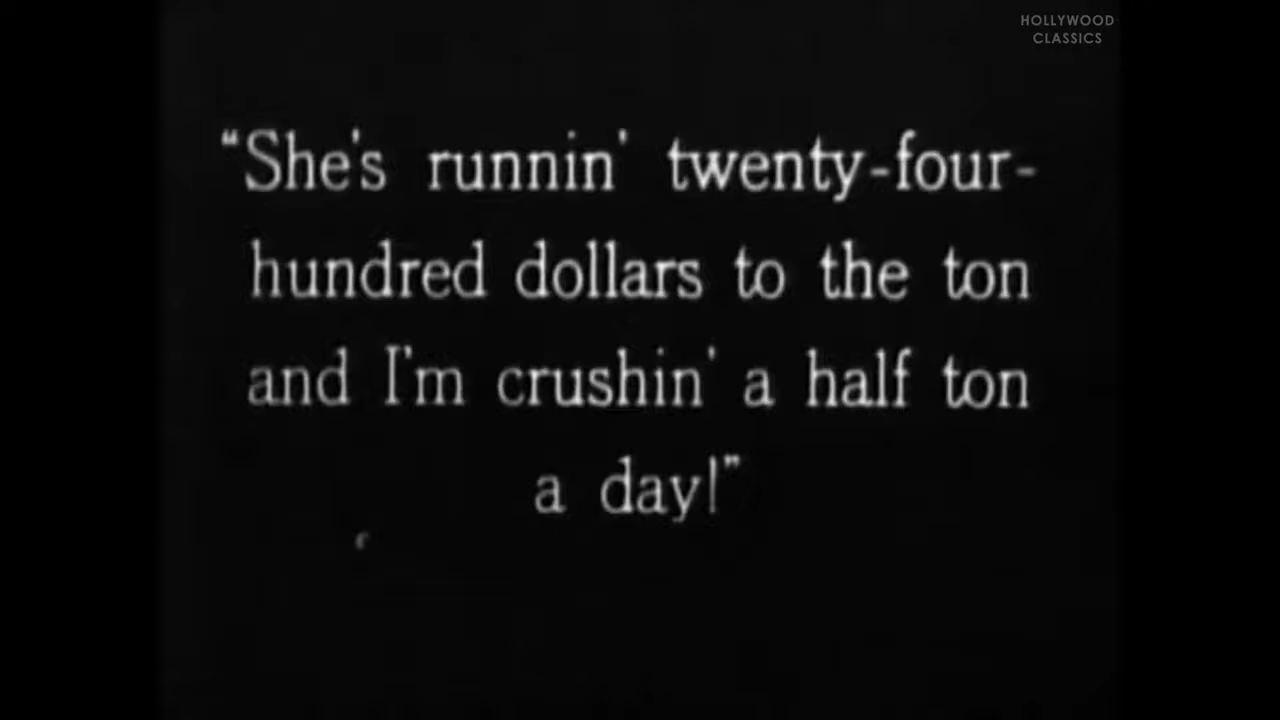 HOLLYWOOD
CLASSICS
“She's runnin' twenty-four-
hundred dollars to the ton
and I'm crushin' a half ton
a day!”